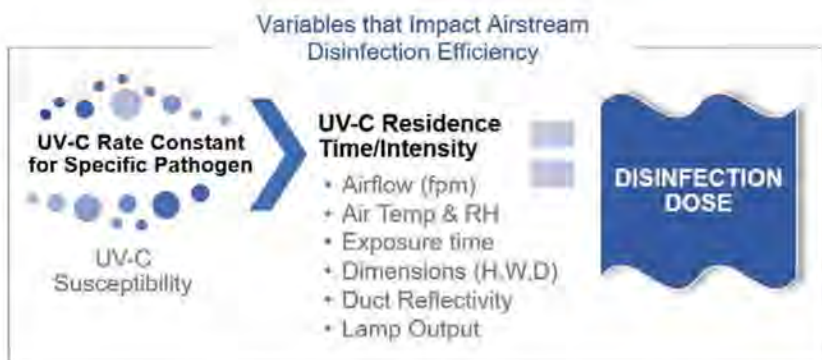 Variables that Impact Airstream
Disinfection Efficiency
UV-C Rate Constant
for Specific Pathogen
UV-C
Susceptibility
UV-C Residence
Time/Intensity
• Airflow (fpm)
• Air Temp & RH
• Exposure time
• Dimensions (H,W,D)
• Duct Reflectivity
• Lamp Output
DISINFECTION
DOSE